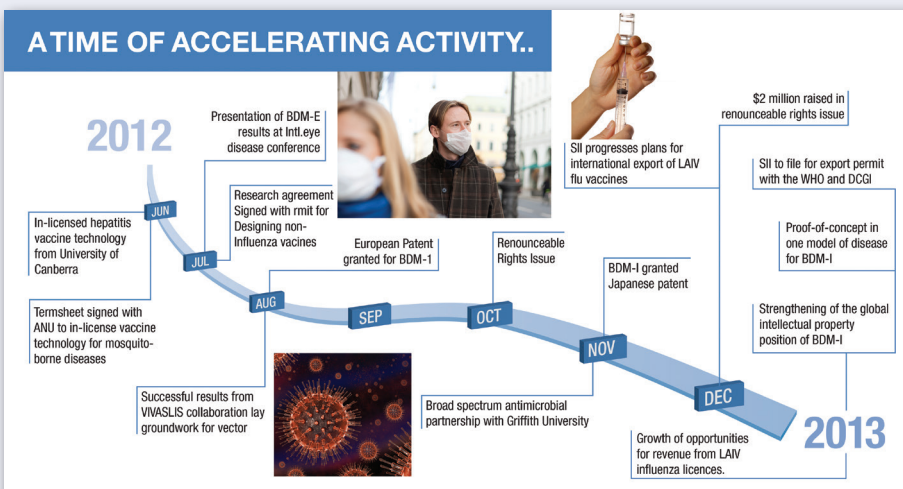 A TIME OF ACCELERATING ACTIVITY..
2012
Presentation of BDM-E
results at Intl.eye
disease conference
JUN
In-licensed hepatitis
vaccine technology
from University of
Canberra
Termsheet signed with
ANU to in-license vaccine
technology for mosquito-
borne diseases
JUL
Research agreement
Signed with rmit for
Designing non-
Influenza vacines
AUG
European Patent
granted for BDM-1
Successful results from
VIVASLIS collaboration lay
groundwork for vector
SEP
OCT
Renounceable
Rights Issue
NOV
BDM-I granted
Japanese patent
Broad spectrum antimicrobial
partnership with Griffith University
DEC
SII progresses plans for
international export of LAIV
flu vaccines
$2 million raised in
renounceable rights issue
2013
SII to file for export permit
with the WHO and DCGI
Proof-of-concept in
one model of disease
for BDM-I
Strengthening of the global
intellectual property
position of BDM-I
Growth of opportunities
for revenue from LAIV
influenza licences.